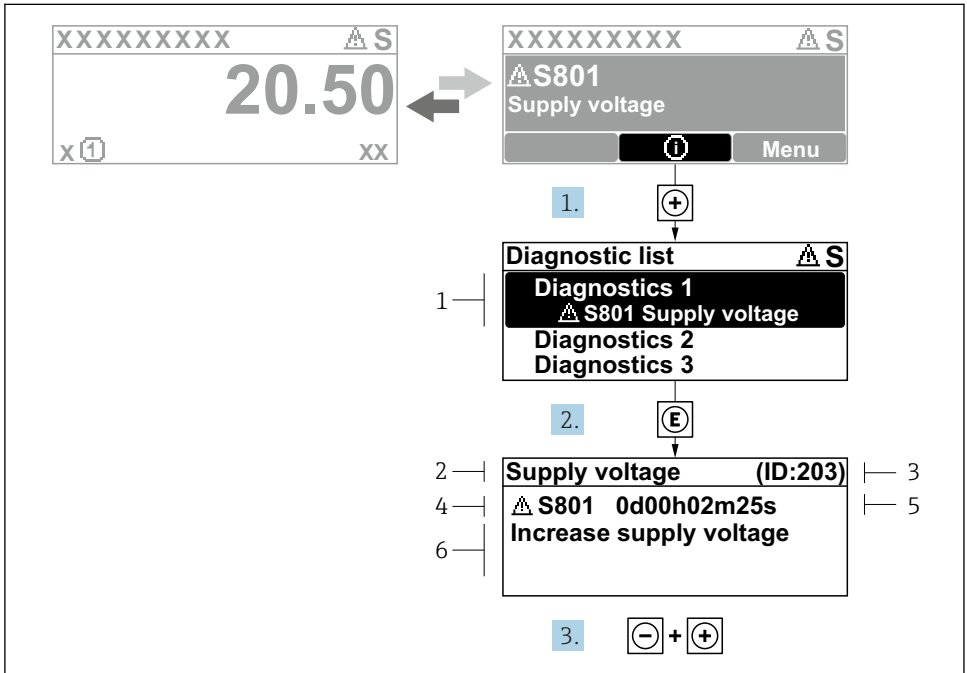 XXXXXXXXX ⚠ S
20.50
x ① XX
XXXXXXXXX ⚠ S
⚠ S801
Supply voltage
ⓘ Menu
1. +
Diagnostic list ⚠ S
1
Diagnostics 1
⚠ S801 Supply voltage
Diagnostics 2
Diagnostics 3
2. E
2 Supply voltage (ID:203) 3
4 ⚠ S801 0d00h02m25s 5
6 Increase supply voltage
3. - + +